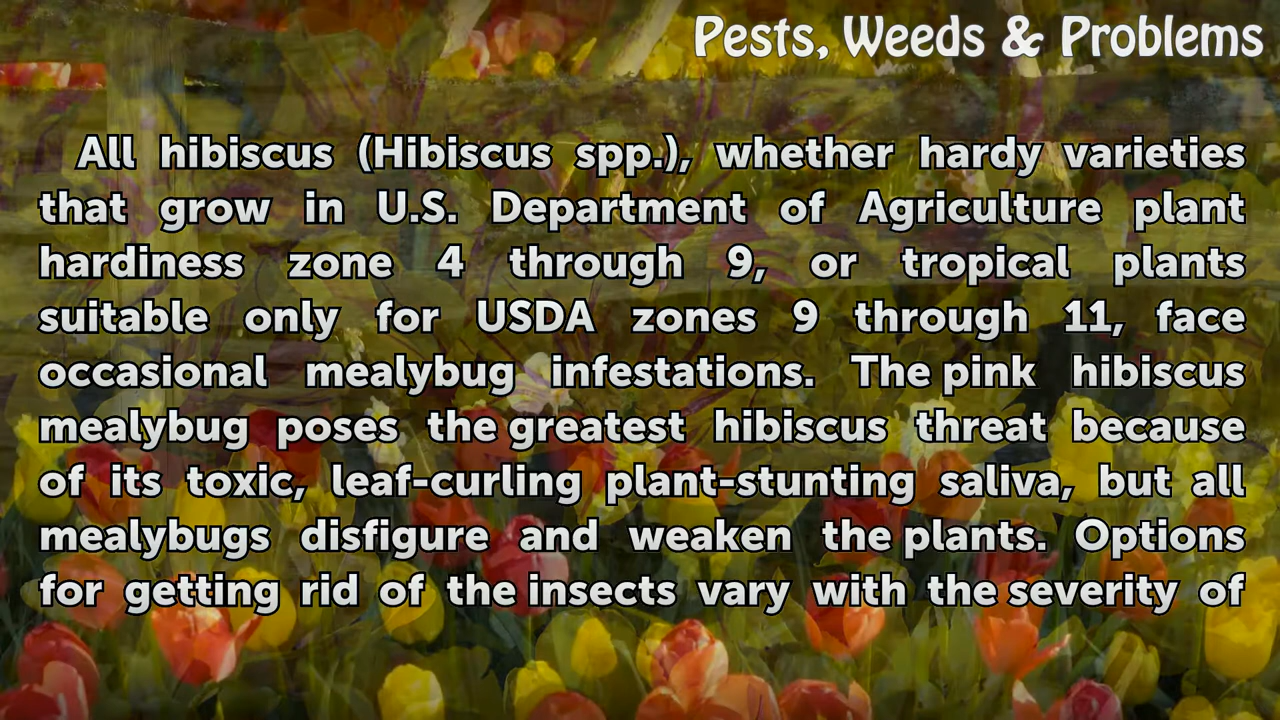 Pests, Weeds & Problems
All hibiscus (Hibiscus spp.), whether hardy varieties
that grow in U.S. Department of Agriculture plant
hardiness zone 4 through 9, or tropical plants
suitable only for USDA zones 9 through 11, face
occasional mealybug infestations. The pink hibiscus
mealybug poses the greatest hibiscus threat because
of its toxic, leaf-curling plant-stunting saliva, but all
mealybugs disfigure and weaken the plants. Options
for getting rid of the insects vary with the severity of